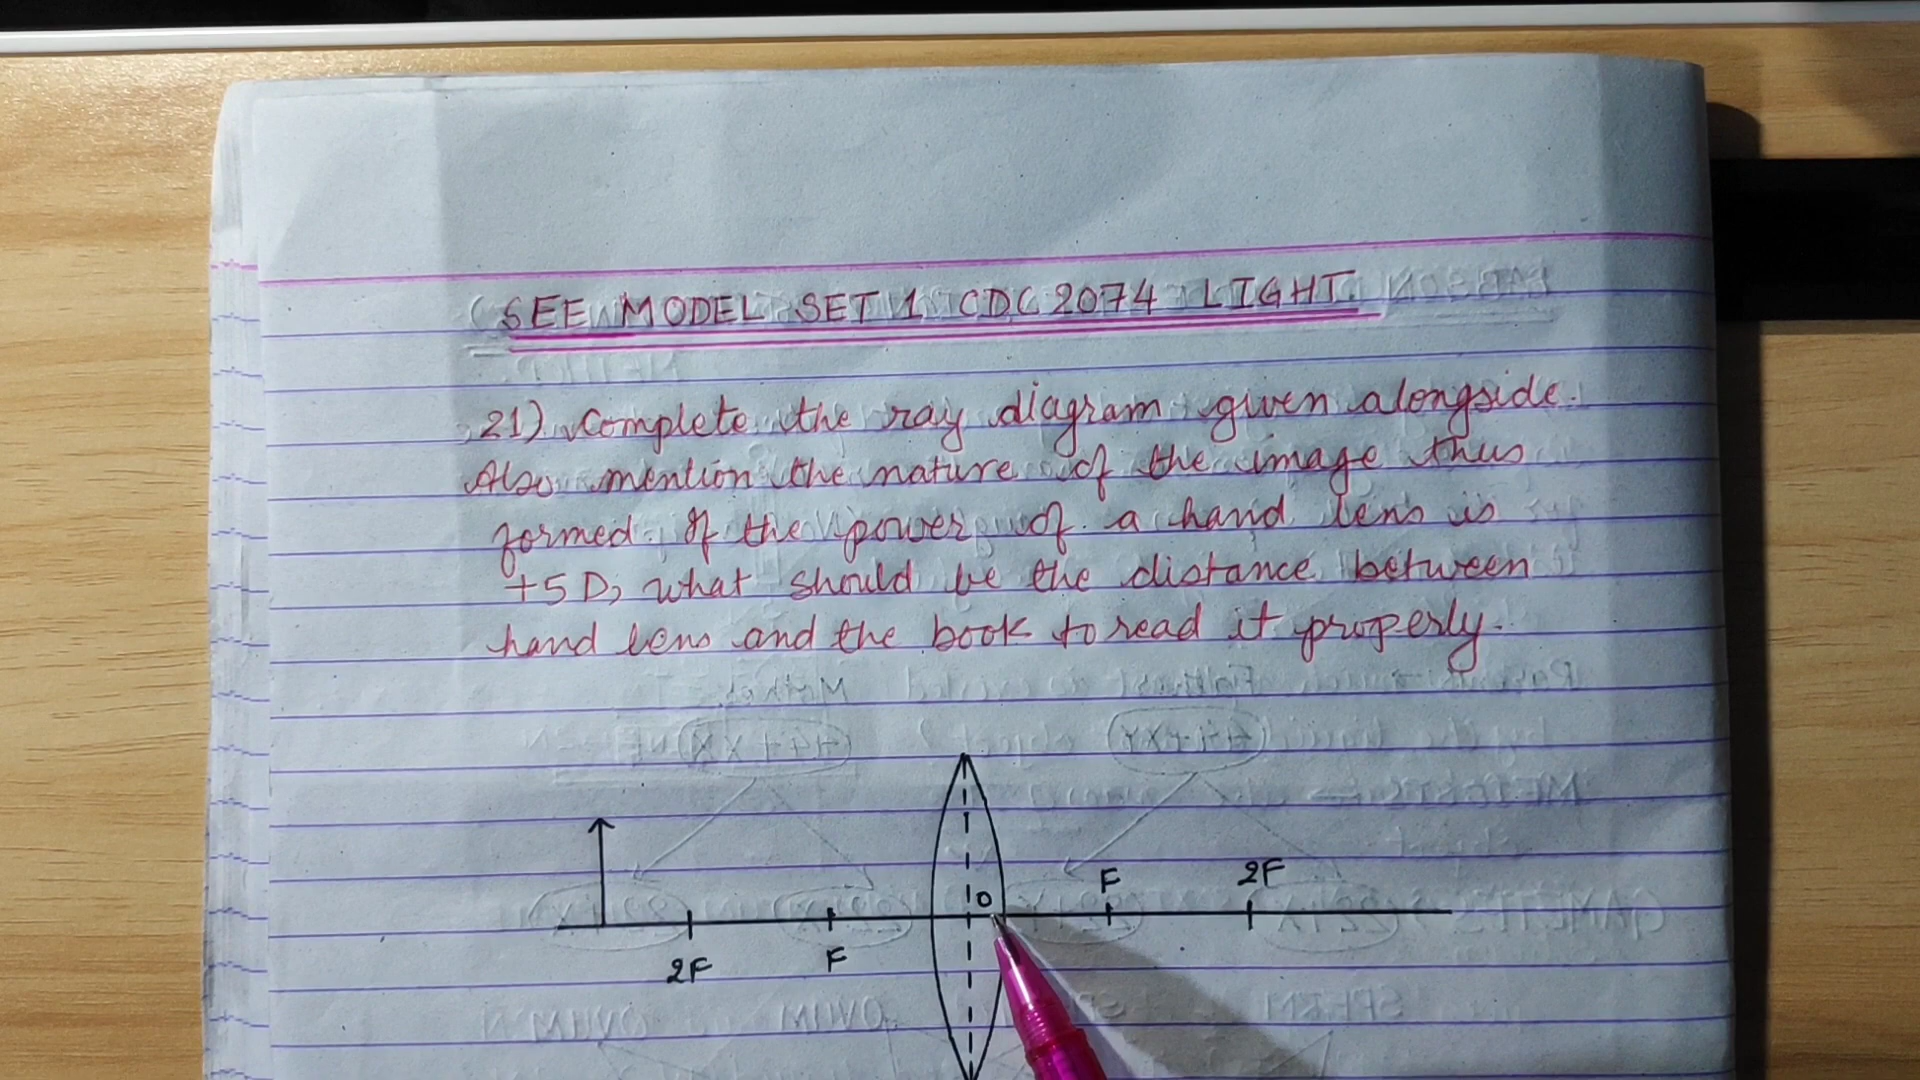 SEE MODEL SET 1 CDC 2074 LIGHT
21) Complete the ray diagram given alongside.
Also mention the nature of the image thus
formed. If the power of a hand lens is
+5 D, what should be the distance between
hand lens and the book to read it properly.
F 2F
O
2F F